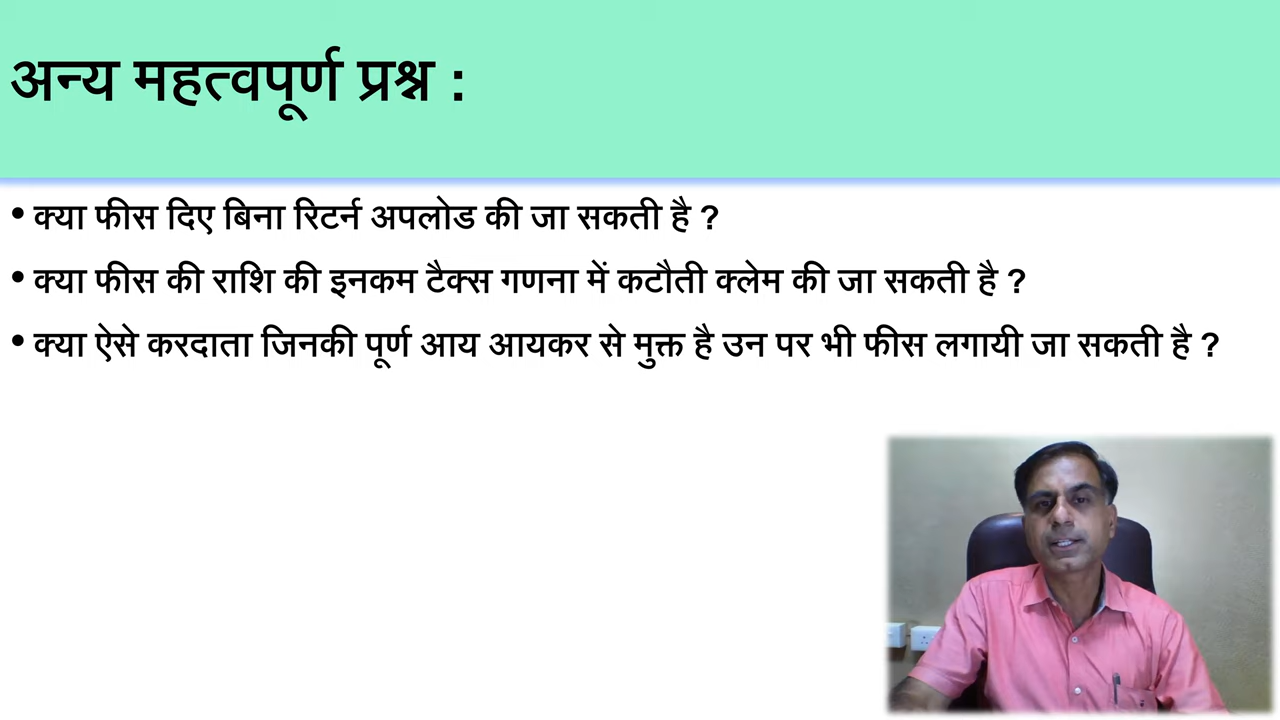 अन्य महत्वपूर्ण प्रश्न :
• क्या फीस दिए बिना रिटर्न अपलोड की जा सकती है ?
• क्या फीस की राशि की इनकम टैक्स गणना में कटौती क्लेम की जा सकती है ?
• क्या ऐसे करदाता जिनकी पूर्ण आय आयकर से मुक्त है उन पर भी फीस लगायी जा सकती है ?